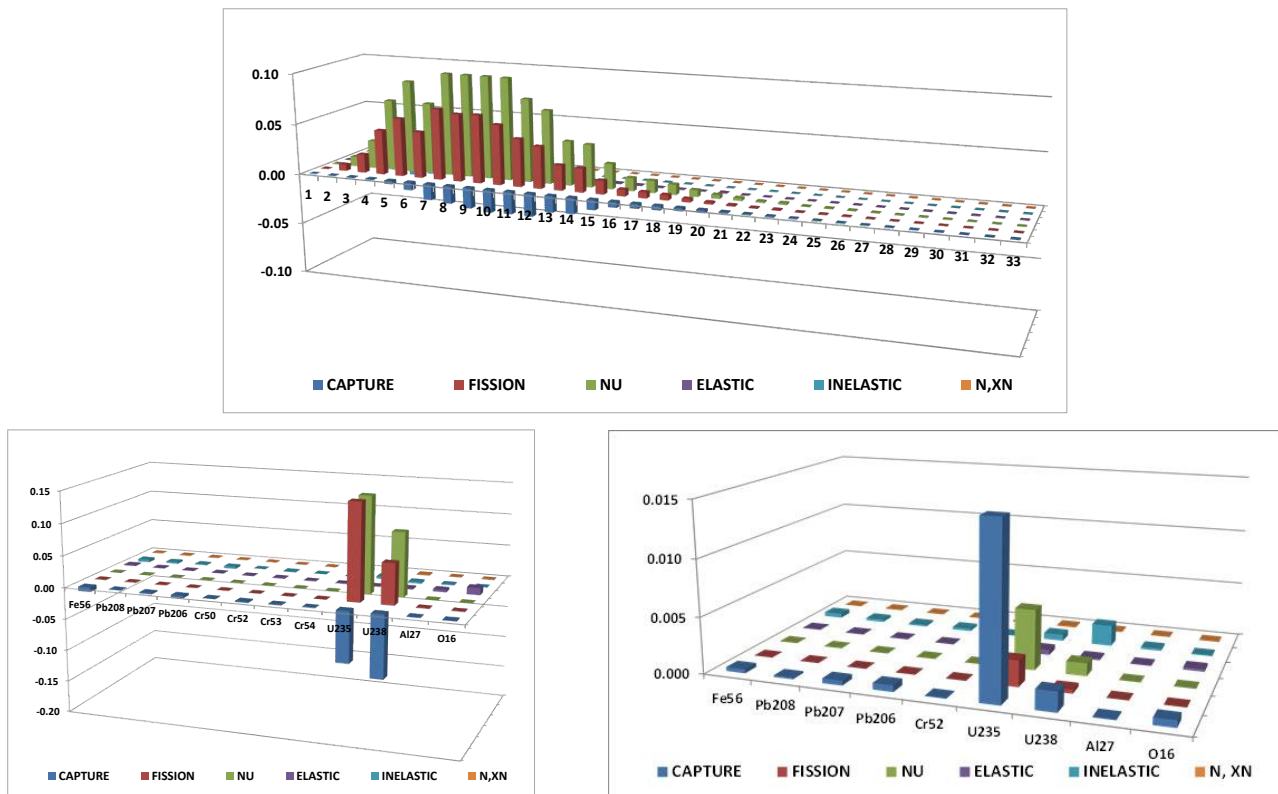 0.10
0.05
0.00
-0.05
-0.10
1 2 3 4 5 6 7 8 9 10 11 12 13 14 15 16 17 18 19 20 21 22 23 24 25 26 27 28 29 30 31 32 33
CAPTURE FISSION NU ELASTIC INELASTIC N,XN
0.15
0.10
0.05
0.00
-0.05
-0.10
-0.15
-0.20
Fe56 Pb208 Pb207 Pb206 Cr50 Cr52 Cr53 Cr54 U235 U238 Al27 O16
CAPTURE FISSION NU ELASTIC INELASTIC N,XN
0.015
0.010
0.005
0.000
Fe56 Pb208 Pb207 Pb206 Cr52 U235 U238 Al27 O16
CAPTURE FISSION NU ELASTIC INELASTIC N, XN